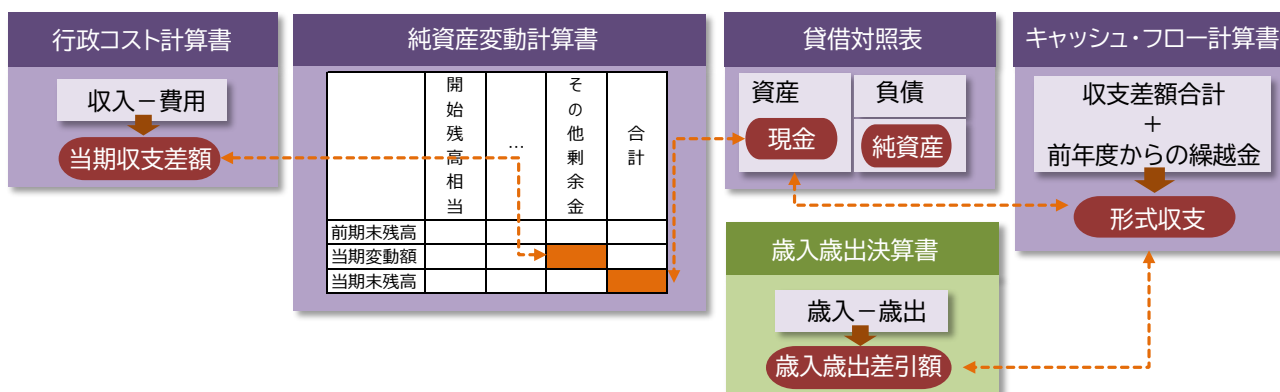 行政コスト計算書
収入－費用
当期収支差額
純資産変動計算書
開始残高相当
…
その他剰余金
合計
前期末残高
当期変動額
当期末残高
貸借対照表
資産
負債
現金
純資産
キャッシュ・フロー計算書
収支差額合計
+
前年度からの繰越金
形式収支
歳入歳出決算書
歳入－歳出
歳入歳出差引額